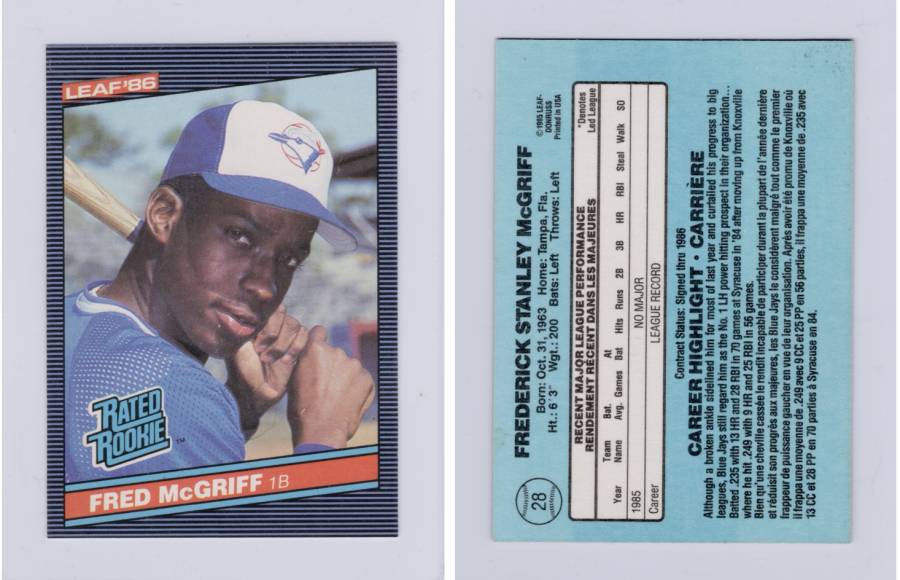 LEAF '86
RATED
ROOKIE™
FRED McGRIFF 1B
28
FREDERICK STANLEY McGRIFF
Born: Oct. 31, 1963 Home: Tampa, Fla.
Ht.: 6'3" Wgt.: 200 Bats: Left Throws: Left
© 1985 LEAF-
DONRUSS
Printed in USA
RECENT MAJOR LEAGUE PERFORMANCE
RENDEMENT RÉCENT DANS LES MAJEURES
*Denotes
Led League
Year Team Name Bat. Avg. Games At Bat Hits Runs 2B 3B HR RBI Steal Walk SO
1985 NO MAJOR
Career LEAGUE RECORD
Contract Status: Signed thru 1986
CAREER HIGHLIGHT • CARRIÈRE
Although a broken ankle sidelined him for most of last year and curtailed his progress to big
leagues, Blue Jays still regard him as the No. 1 LH power hitting prospect in their organization...
Batted .235 with 13 HR and 28 RBI in 70 games at Syracuse in '84 after moving up from Knoxville
where he hit .249 with 9 HR and 25 RBI in 56 games.
Bien qu'une cheville cassée le rendit incapable de participer durant la plupart de l'année dernière
et réduisit son progrès aux majeures, les Blue Jays le considèrent malgré tout comme le premier
frappeur de puissance gaucher en vue de leur organisation. Après avoir été promu de Knoxville où
il frappa une moyenne de .249 avec 9 CC et 25 PP en 56 parties, il frappa une moyenne de .235 avec
13 CC et 28 PP en 70 parties à Syracuse en 84.